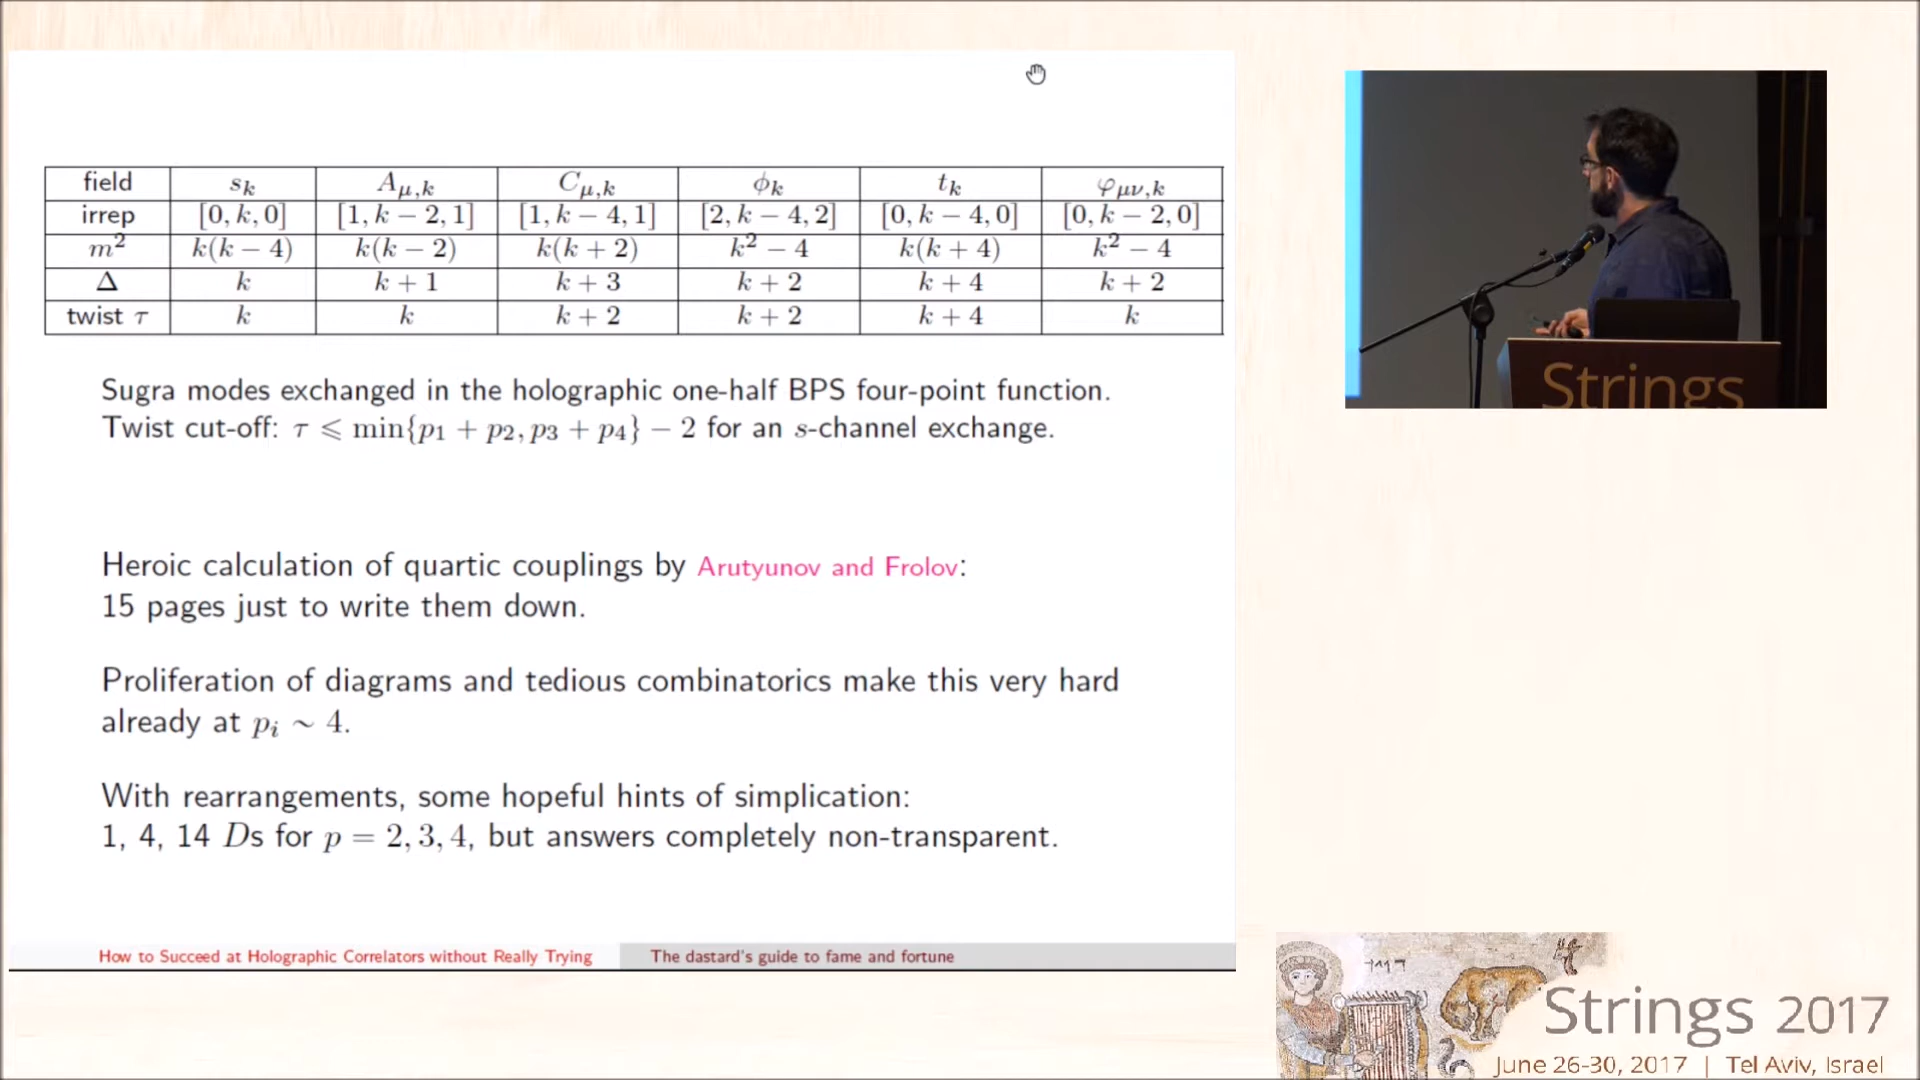 field s_k A_{μ,k} C_{μ,k} ϕ_k t_k φ_{μν,k}
irrep [0, k, 0] [1, k − 2, 1] [1, k − 4, 1] [2, k − 4, 2] [0, k − 4, 0] [0, k − 2, 0]
m² k(k − 4) k(k − 2) k(k + 2) k² − 4 k(k + 4) k² − 4
Δ k k + 1 k + 3 k + 2 k + 4 k + 2
twist τ k k k + 2 k + 2 k + 4 k
Sugra modes exchanged in the holographic one-half BPS four-point function.
Twist cut-off: τ ⩽ min{p₁ + p₂, p₃ + p₄} − 2 for an s-channel exchange.
Heroic calculation of quartic couplings by Arutyunov and Frolov:
15 pages just to write them down.
Proliferation of diagrams and tedious combinatorics make this very hard
already at p_i ∼ 4.
With rearrangements, some hopeful hints of simplication:
1, 4, 14 Ds for p = 2, 3, 4, but answers completely non-transparent.
How to Succeed at Holographic Correlators without Really Trying The dastard's guide to fame and fortune
Strings
Strings 2017
June 26-30, 2017 | Tel Aviv, Israel